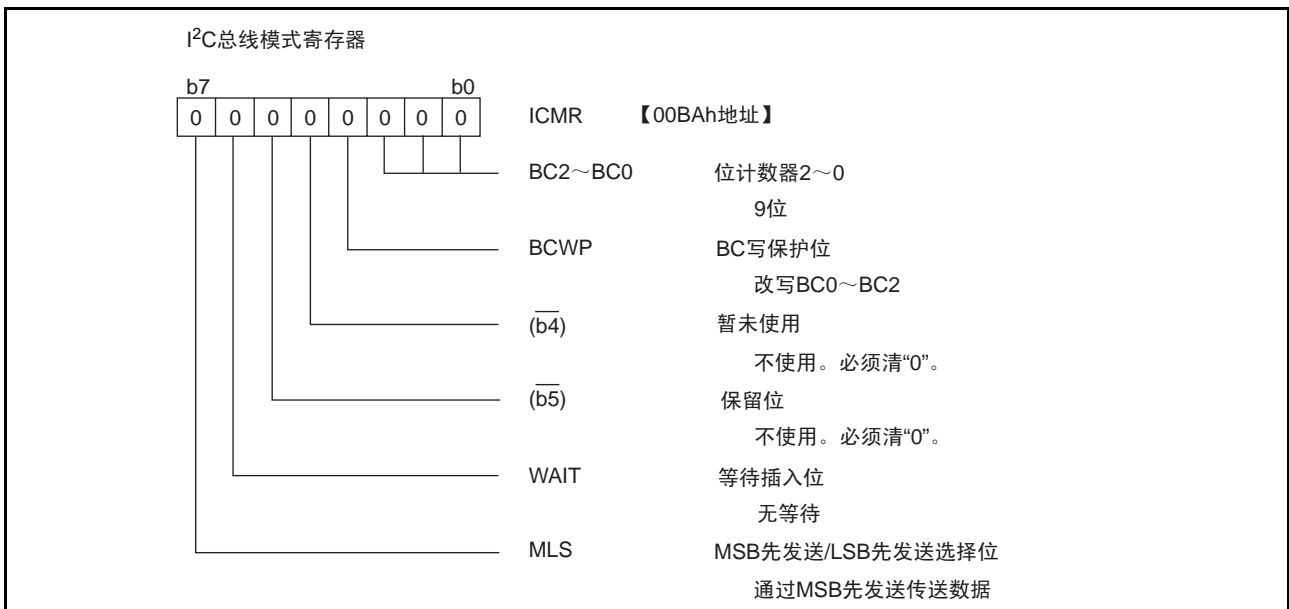 I²C总线模式寄存器
b7 b0
0 0 0 0 0 0 0 0 ICMR 【00BAh地址】
BC2～BC0 位计数器2～0
9位
BCWP BC写保护位
改写BC0～BC2
(b4) 暂未使用
不使用。必须清“0”。
(b5) 保留位
不使用。必须清“0”。
WAIT 等待插入位
无等待
MLS MSB先发送/LSB先发送选择位
通过MSB先发送传送数据